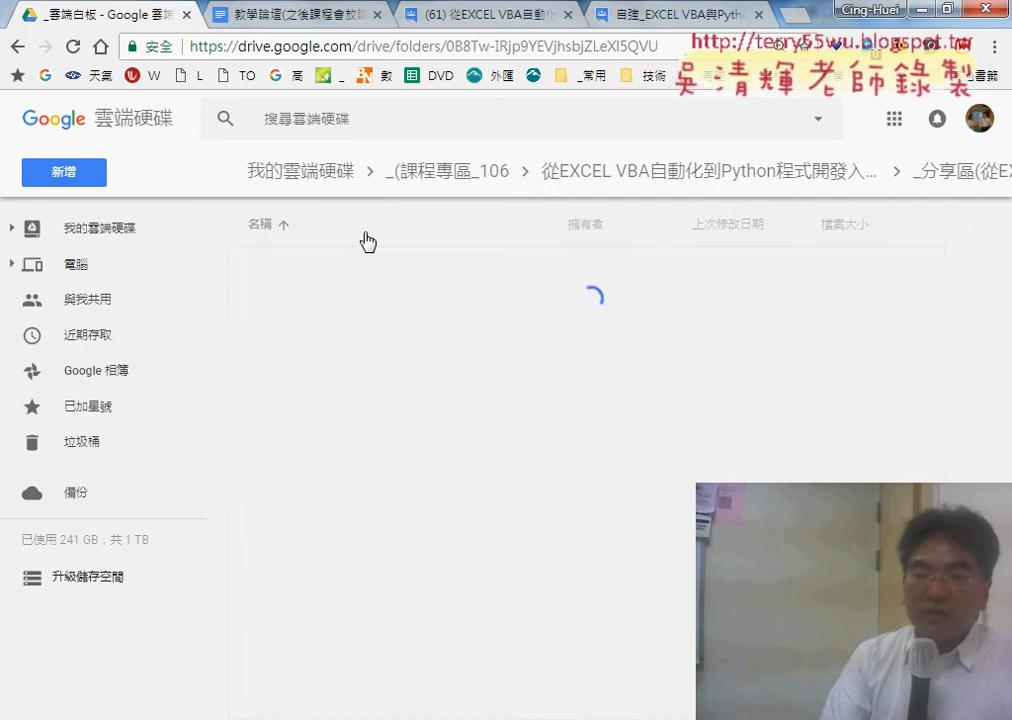 _雲端白板 - Google 雲端
教學論壇(之後課程會放
(61) 從EXCEL VBA自動化
自強_EXCEL VBA與Pyth
Cing-Huei
安全
https://drive.google.com/drive/folders/0B8Tw-IRjp9YEVjhsbjZLeXI5QVU
http://terry55wu.blogspot.tw
吳清輝老師錄製
天氣
W
L
TO
高
_
數
DVD
外匯
_常用
技術
書籤
Google 雲端硬碟
搜尋雲端硬碟
新增
我的雲端硬碟 > _(課程專區_106 > 從EXCEL VBA自動化到Python程式開發入... > _分享區(從EX
名稱 ↑
擁有者
上次修改日期
檔案大小
我的雲端硬碟
電腦
與我共用
近期存取
Google 相簿
已加星號
垃圾桶
備份
已使用 241 GB，共 1 TB
升級儲存空間